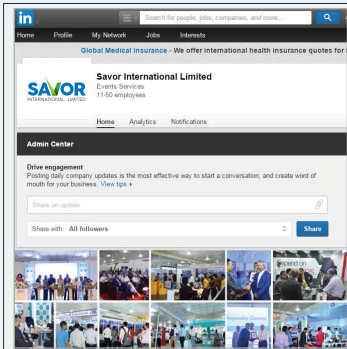 in
Search for people, jobs, companies, and more...
Home Profile My Network Jobs Interests
Global Medical Insurance - We offer international health insurance quotes for
SAVOR
INTERNATIONAL LIMITED
Savor International Limited
Events Services
11-50 employees
Home Analytics Notifications
Admin Center
Drive engagement
Posting daily company updates is the most effective way to start a conversation, and create word of
mouth for your business. View tips
Share an update
Share with: All followers
Share